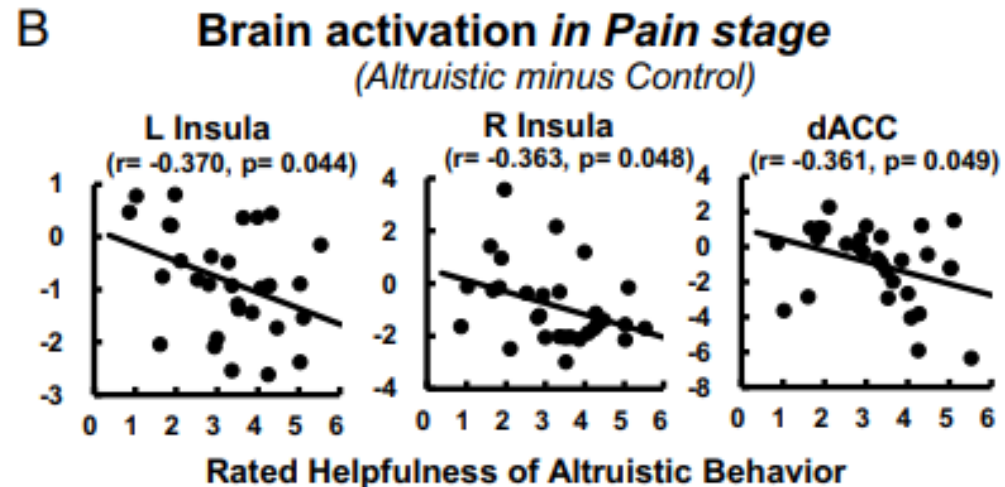 B
Brain activation in Pain stage
(Altruistic minus Control)
L Insula
(r= -0.370, p= 0.044)
1
0
-1
-2
-3
0 1 2 3 4 5 6
R Insula
(r= -0.363, p= 0.048)
4
2
0
-2
-4
0 1 2 3 4 5 6
dACC
(r= -0.361, p= 0.049)
4
2
0
-2
-4
-6
-8
0 1 2 3 4 5 6
Rated Helpfulness of Altruistic Behavior